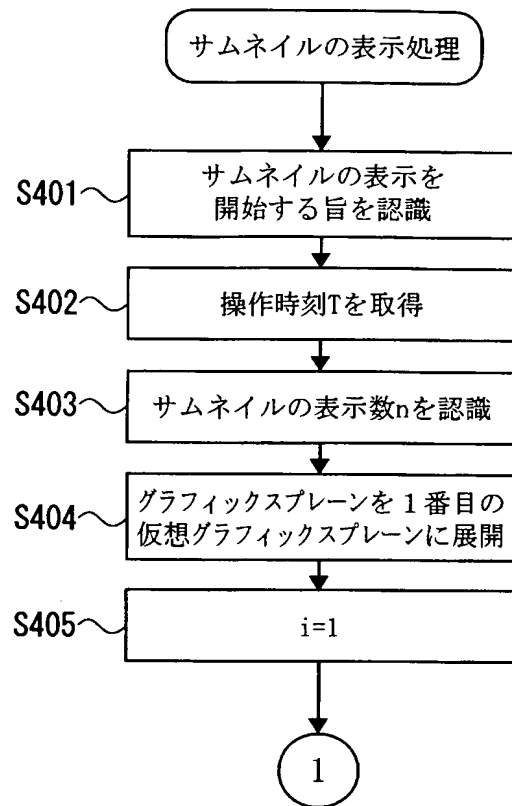 サムネイルの表示処理
S401
サムネイルの表示を
開始する旨を認識
S402
操作時刻Tを取得
S403
サムネイルの表示数nを認識
S404
グラフィックスプレーンを1番目の
仮想グラフィックスプレーンに展開
S405
i=1
1